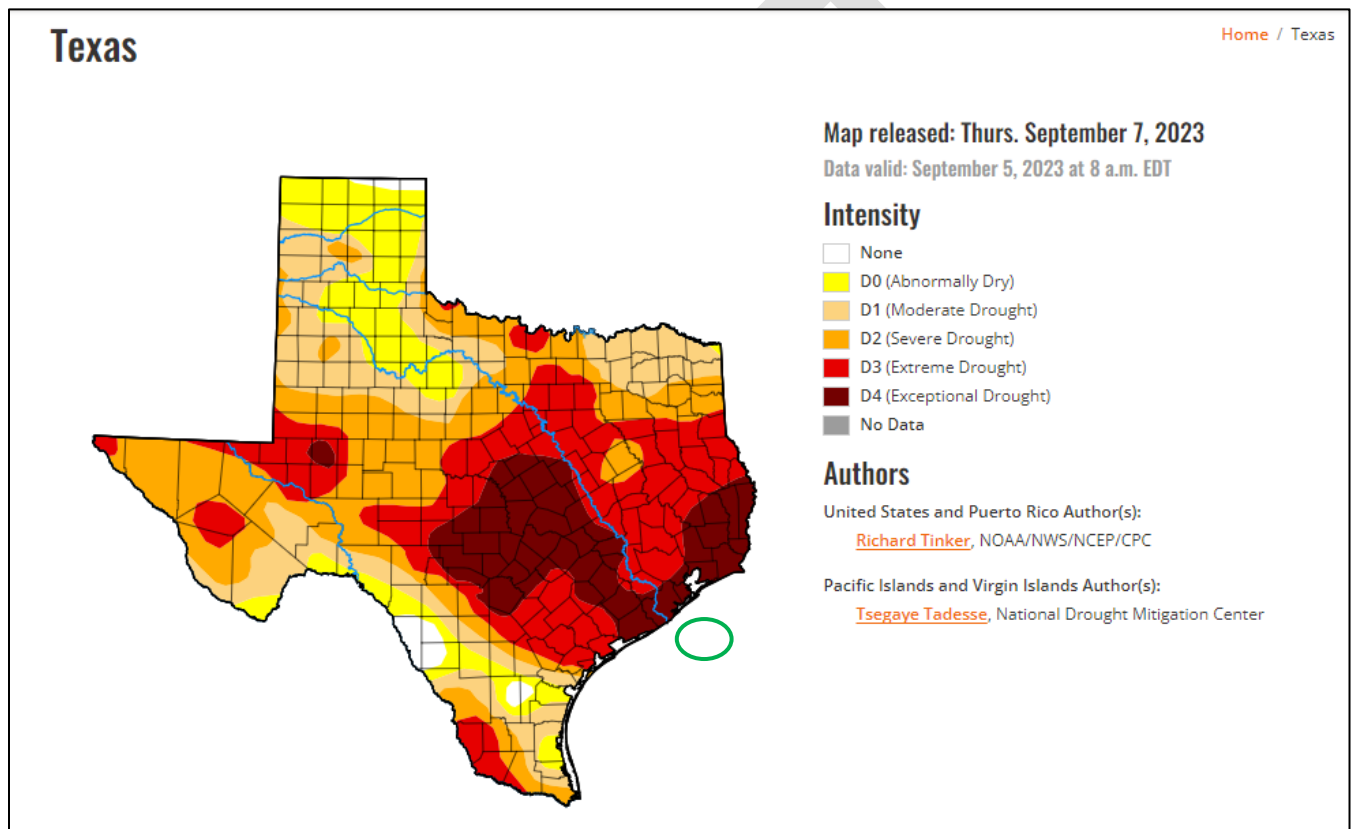 Texas
Home / Texas
Map released: Thurs. September 7, 2023
Data valid: September 5, 2023 at 8 a.m. EDT
Intensity
None
D0 (Abnormally Dry)
D1 (Moderate Drought)
D2 (Severe Drought)
D3 (Extreme Drought)
D4 (Exceptional Drought)
No Data
Authors
United States and Puerto Rico Author(s):
Richard Tinker, NOAA/NWS/NCEP/CPC
Pacific Islands and Virgin Islands Author(s):
Tsegaye Tadesse, National Drought Mitigation Center